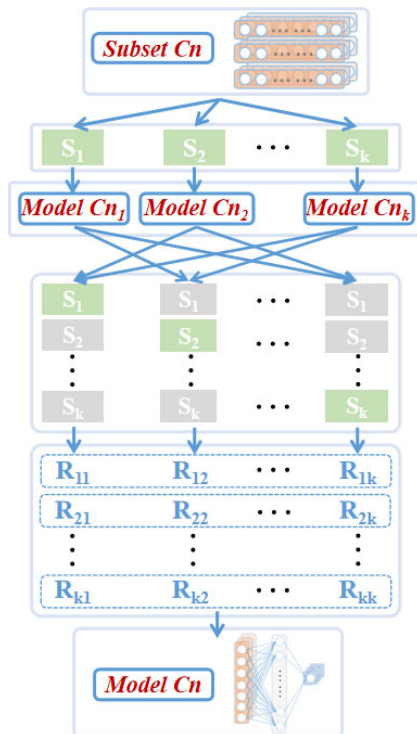 Subset Cn
S₁ S₂ ··· Sₖ
Model Cn₁ Model Cn₂ Model Cnₖ
S₁ S₁ ··· S₁
S₂ S₂ ··· S₂
Sₖ Sₖ ··· Sₖ
R₁₁ R₁₂ ··· R₁ₖ
R₂₁ R₂₂ ··· R₂ₖ
Rₖ₁ Rₖ₂ ··· Rₖₖ
Model Cn